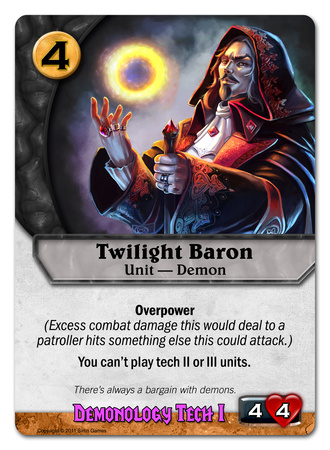 4
Twilight Baron
Unit — Demon
Overpower
(Excess combat damage this would deal to a
patroller hits something else this could attack.)
You can't play tech II or III units.
There's always a bargain with demons.
Demonology Tech I
4 4